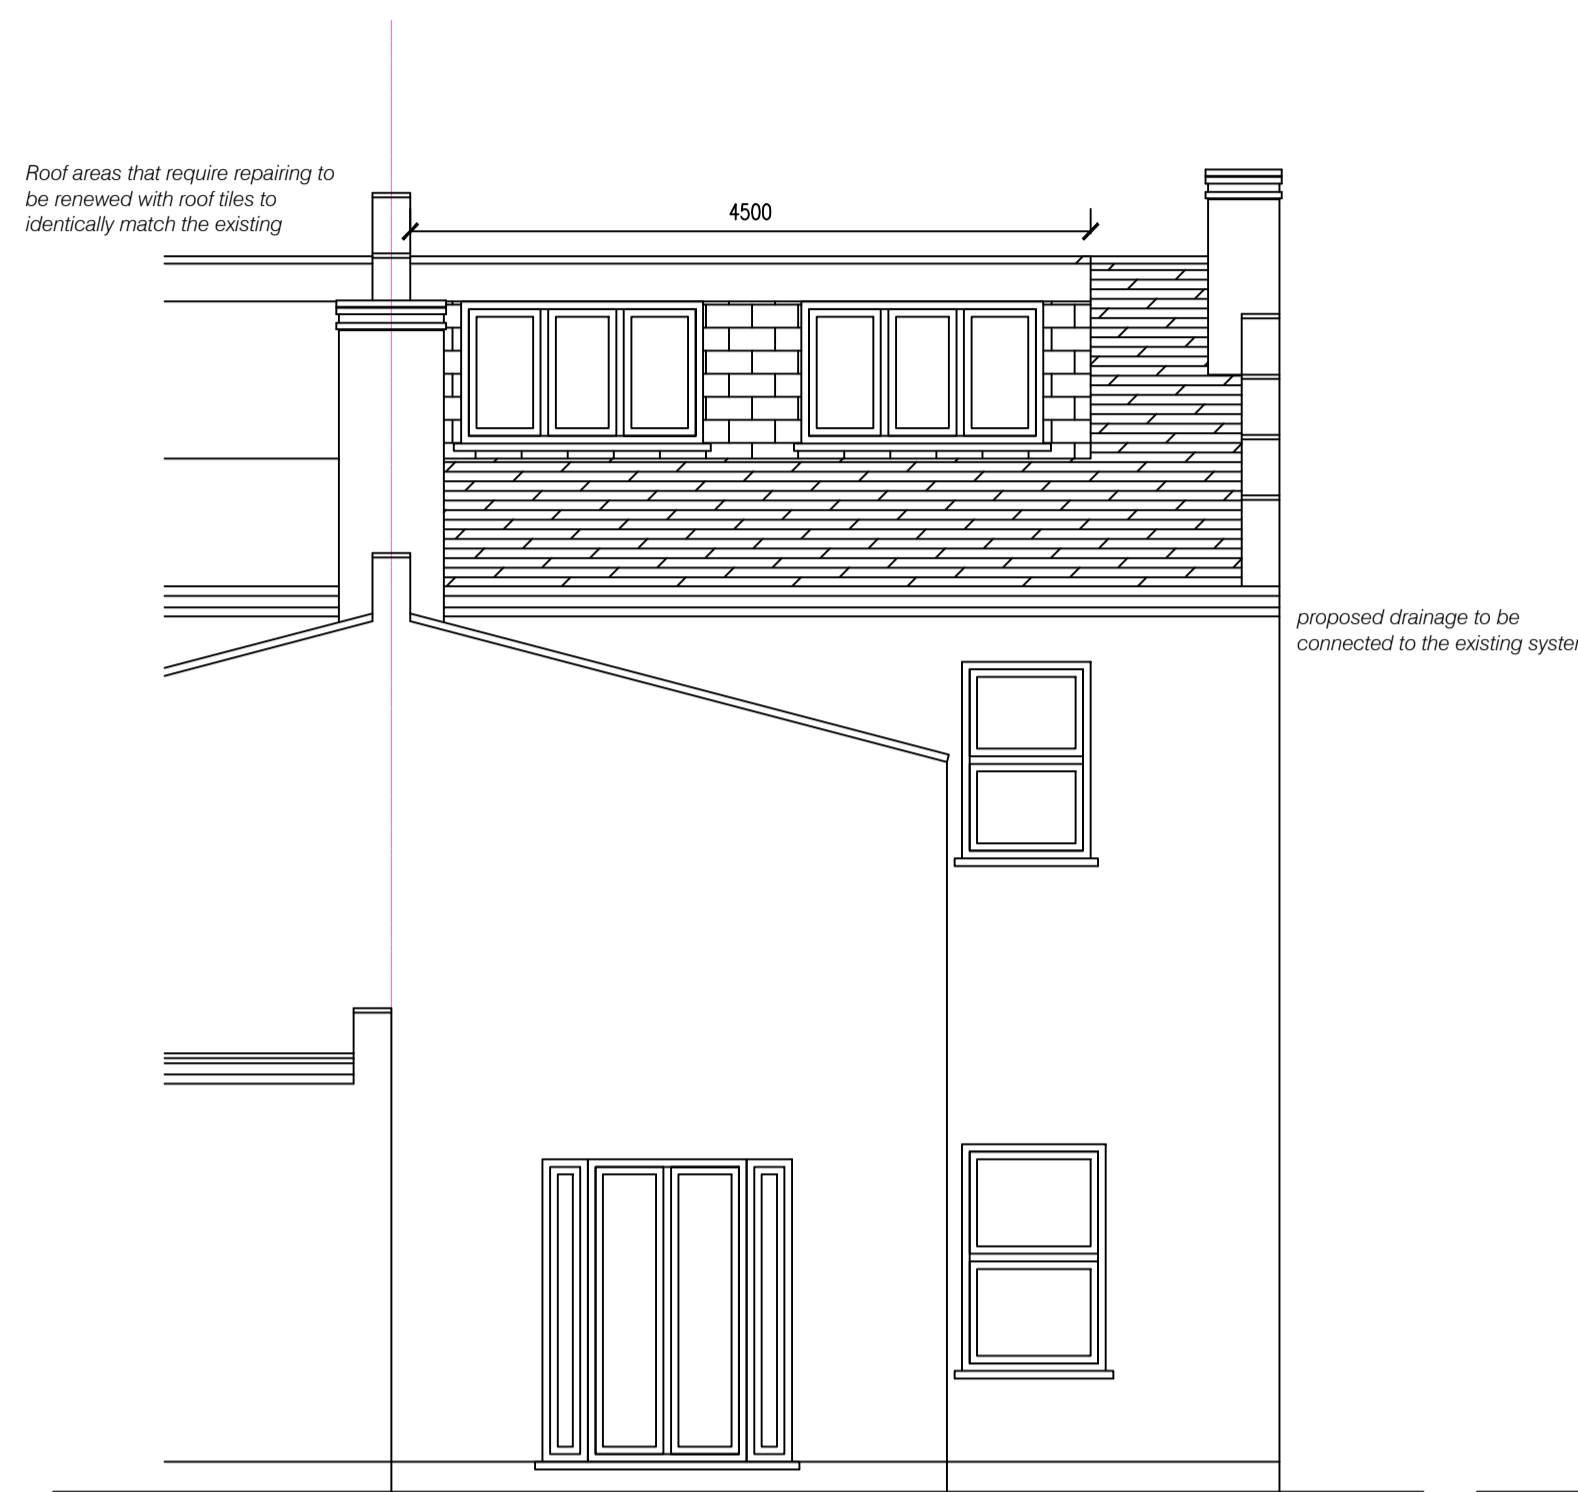 Roof areas that require repairing to
be renewed with roof tiles to
identically match the existing
4500
proposed drainage to be
connected to the existing syste